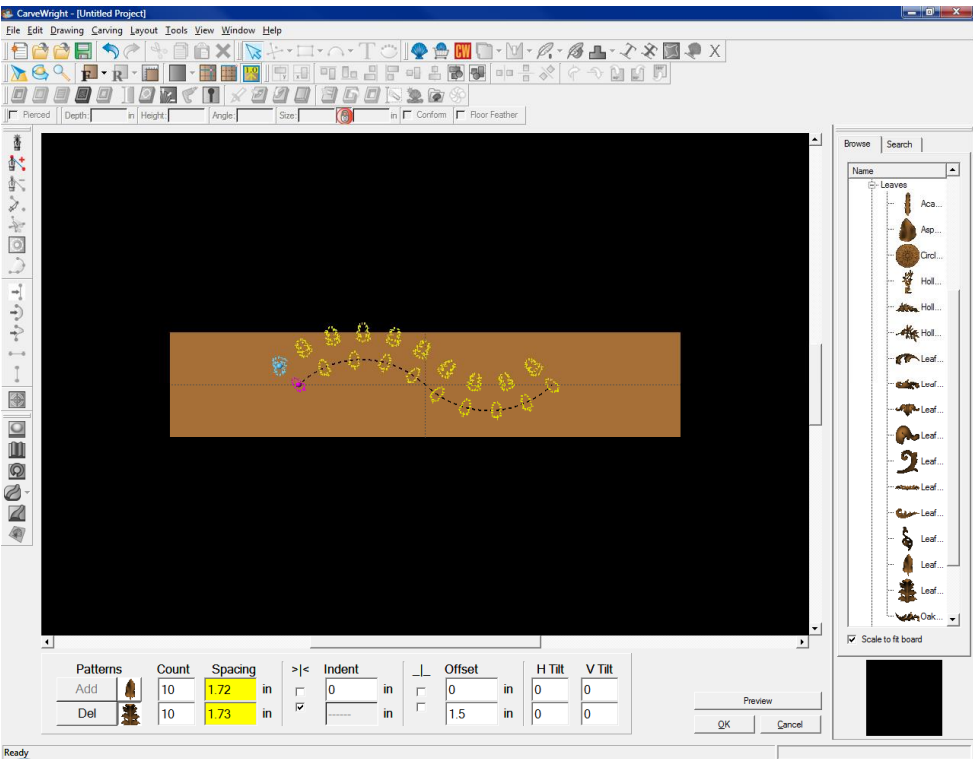 CarveWright - [Untitled Project]
File Edit Drawing Carving Layout Tools View Window Help
CW
X
F R
Pierced Depth: in Height: Angle: Size: in Conform Floor Feather
Browse Search
Name
Leaves
Aca...
Asp...
Circl...
Holl...
Holl...
Holl...
Leaf...
Leaf...
Leaf...
Leaf...
Leaf...
Leaf...
Leaf...
Leaf...
Leaf...
Leaf...
Oak...
Scale to fit board
Patterns Count Spacing >|< Indent _|_ Offset H Tilt V Tilt
Add 10 1.72 in 0 in 0 in 0 0
Del 10 1.73 in ------ in 1.5 in 0 0
Preview
OK Cancel
Ready